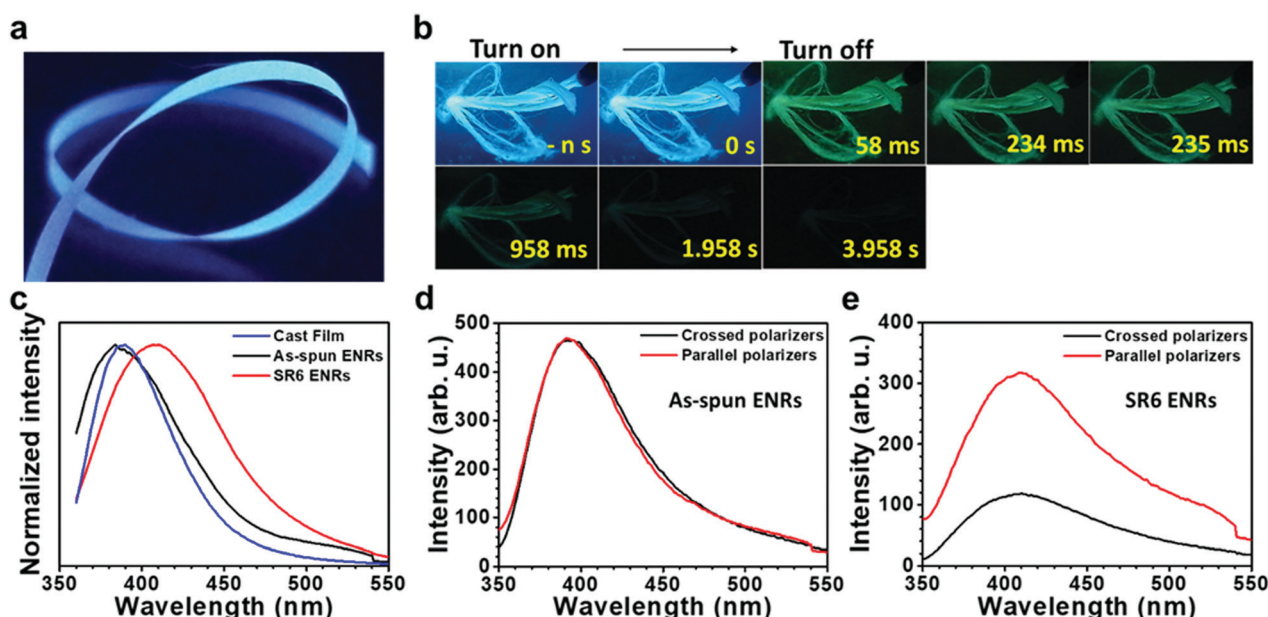 a
b
Turn on
Turn off
- n s
0 s
58 ms
234 ms
235 ms
958 ms
1.958 s
3.958 s
c
Normalized intensity
Cast Film
As-spun ENRs
SR6 ENRs
350 400 450 500 550
Wavelength (nm)
d
Intensity (arb. u.)
500
400
300
200
100
0
Crossed polarizers
Parallel polarizers
As-spun ENRs
350 400 450 500 550
Wavelength (nm)
e
Intensity (arb. u.)
400
300
200
100
0
Crossed polarizers
Parallel polarizers
SR6 ENRs
350 400 450 500 550
Wavelength (nm)